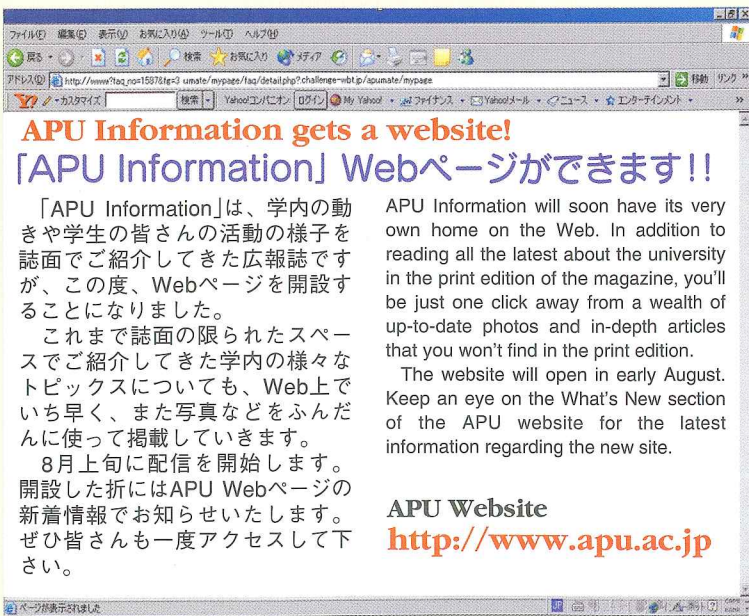 ファイル(F) 編集(E) 表示(V) お気に入り(A) ツール(T) ヘルプ(H)
戻る 検索 お気に入り メディア
アドレス(D) http://www?taq_no=1587&fg=3 umate/mypage/faq/detail.php?.challenge-wbt.jp/apumate/mypage 移動 リンク »
Y! カスタマイズ 検索 Yahoo!コンパニオン ログイン My Yahoo! ファイナンス Yahoo!メール ニュース エンターテインメント »
APU Information gets a website!
「APU Information」Webページができます!!
「APU Information」は、学内の動
きや学生の皆さんの活動の様子を
誌面でご紹介してきた広報誌です
が、この度、Webページを開設す
ることになりました。
これまで誌面の限られたスペー
スでご紹介してきた学内の様々な
トピックスについても、Web上で
いち早く、また写真などをふんだ
んに使って掲載していきます。
8月上旬に配信を開始します。
開設した折にはAPU Webページの
新着情報でお知らせいたします。
ぜひ皆さんも一度アクセスして下
さい。
APU Information will soon have its very
own home on the Web. In addition to
reading all the latest about the university
in the print edition of the magazine, you'll
be just one click away from a wealth of
up-to-date photos and in-depth articles
that you won't find in the print edition.
The website will open in early August.
Keep an eye on the What's New section
of the APU website for the latest
information regarding the new site.
APU Website
http://www.apu.ac.jp
ページが表示されました